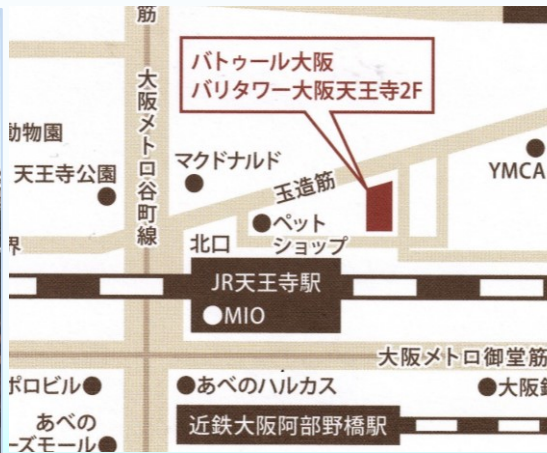 筋
バトゥール大阪
バリタワー大阪天王寺2F
大阪メトロ谷町線
動物園
天王寺公園
マクドナルド
玉造筋
YMCA
ペット
ショップ
北口
界
JR天王寺駅
MIO
大阪メトロ御堂筋
ポロビル
あべのハルカス
大阪鉄
あべの
ーズモール
近鉄大阪阿部野橋駅